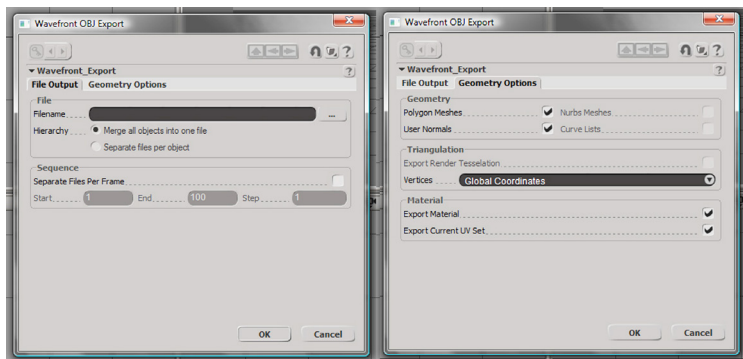 Wavefront OBJ Export
Wavefront_Export
File Output Geometry Options
File
Filename
...
Hierarchy Merge all objects into one file
Separate files per object
Sequence
Separate Files Per Frame
Start 1 End 100 Step 1
OK Cancel
Wavefront OBJ Export
Wavefront_Export
File Output Geometry Options
Geometry
Polygon Meshes Nurbs Meshes
User Normals Curve Lists
Triangulation
Export Render Tesselation
Vertices Global Coordinates
Material
Export Material
Export Current UV Set
OK Cancel